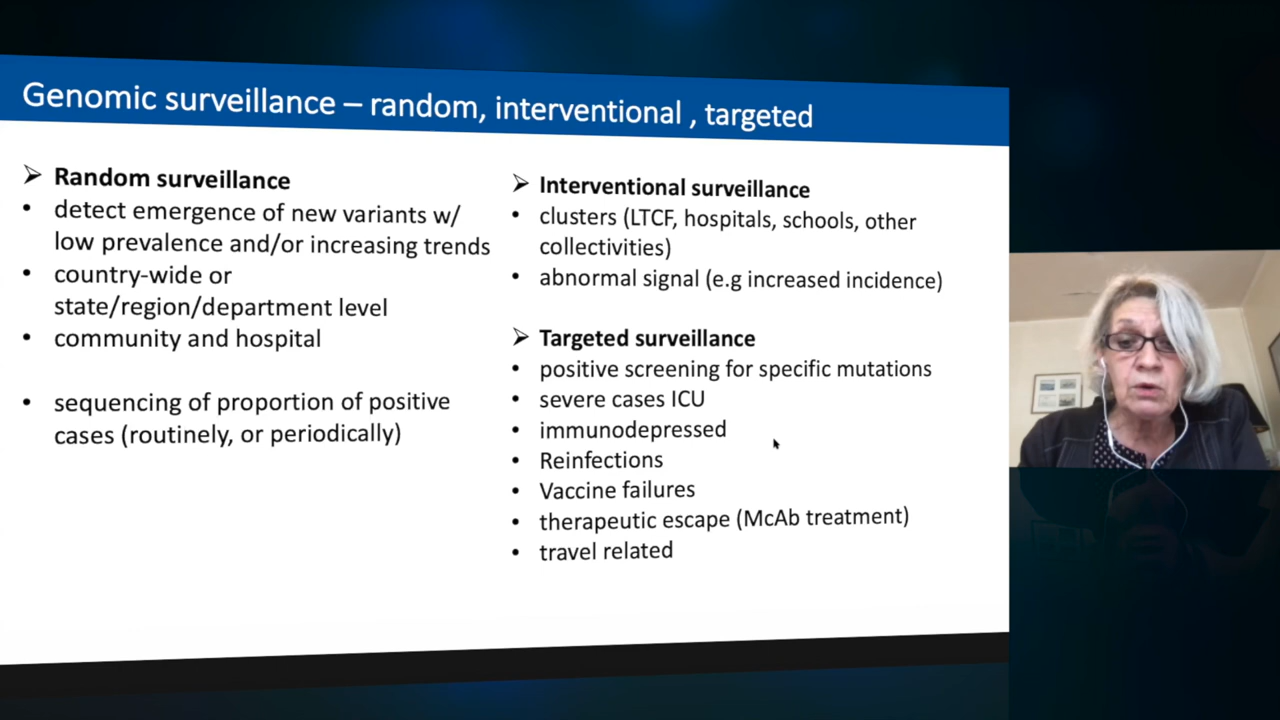 Genomic surveillance – random, interventional , targeted
➢ Random surveillance
• detect emergence of new variants w/
low prevalence and/or increasing trends
• country-wide or
state/region/department level
• community and hospital
• sequencing of proportion of positive
cases (routinely, or periodically)
➢ Interventional surveillance
• clusters (LTCF, hospitals, schools, other
collectivities)
• abnormal signal (e.g increased incidence)
➢ Targeted surveillance
• positive screening for specific mutations
• severe cases ICU
• immunodepressed
• Reinfections
• Vaccine failures
• therapeutic escape (McAb treatment)
• travel related